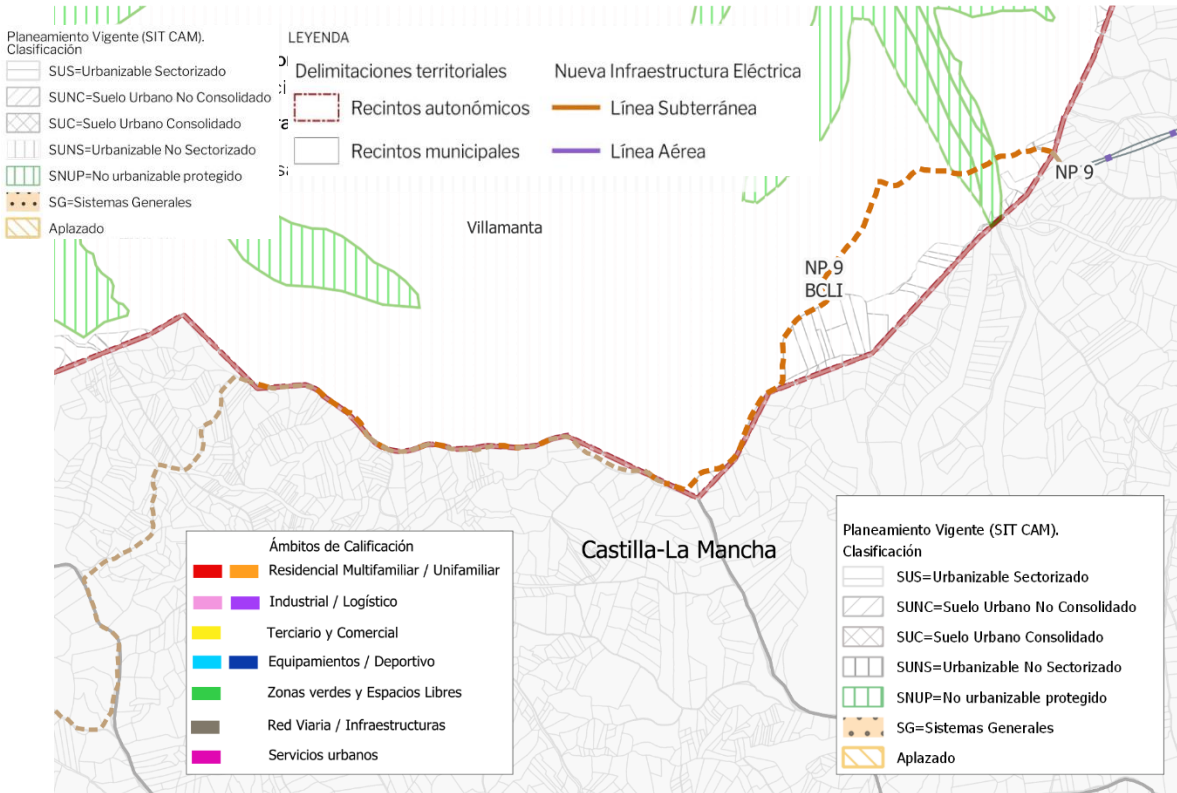 Planeamiento Vigente (SIT CAM).
Clasificación
SUS=Urbanizable Sectorizado
SUNC=Suelo Urbano No Consolidado
SUC=Suelo Urbano Consolidado
SUNS=Urbanizable No Sectorizado
SNUP=No urbanizable protegido
SG=Sistemas Generales
Aplazado
LEYENDA
Delimitaciones territoriales
Recintos autonómicos
Recintos municipales
Nueva Infraestructura Eléctrica
Línea Subterránea
Línea Aérea
NP 9
Villamanta
NP 9
BCLI
Castilla-La Mancha
Ámbitos de Calificación
Residencial Multifamiliar / Unifamiliar
Industrial / Logístico
Terciario y Comercial
Equipamientos / Deportivo
Zonas verdes y Espacios Libres
Red Viaria / Infraestructuras
Servicios urbanos
Planeamiento Vigente (SIT CAM).
Clasificación
SUS=Urbanizable Sectorizado
SUNC=Suelo Urbano No Consolidado
SUC=Suelo Urbano Consolidado
SUNS=Urbanizable No Sectorizado
SNUP=No urbanizable protegido
SG=Sistemas Generales
Aplazado